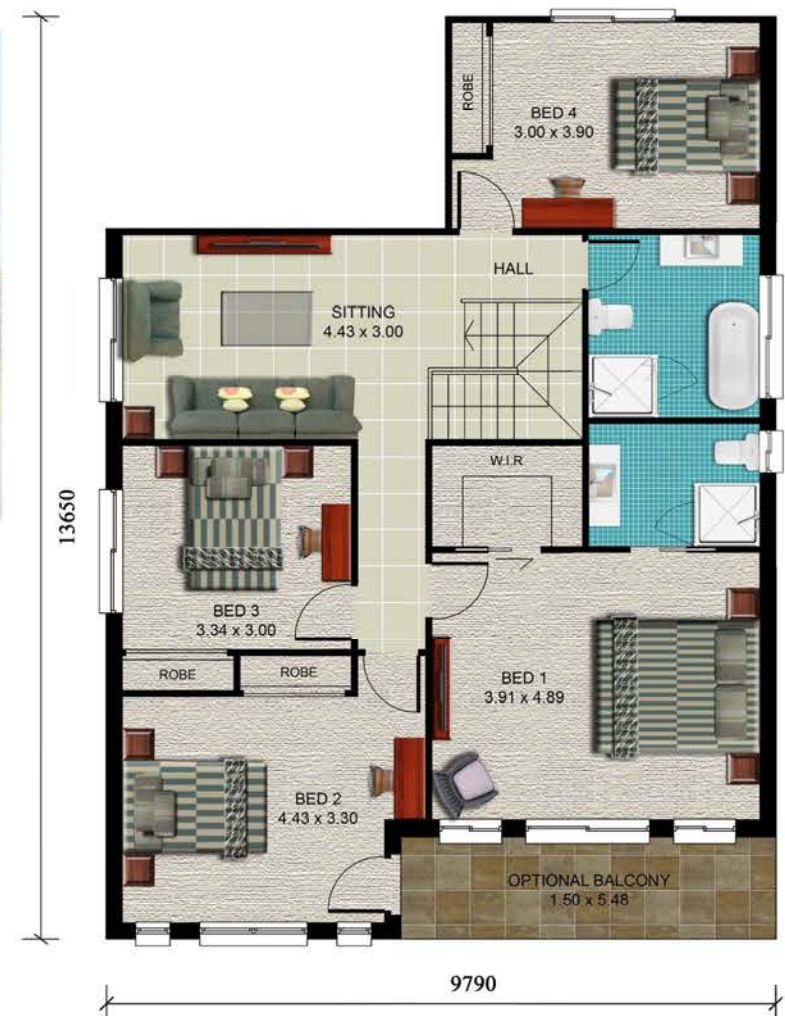 ROBE
BED 4
3.00 x 3.90
HALL
SITTING
4.43 x 3.00
W.I.R
13650
BED 3
3.34 x 3.00
ROBE
ROBE
BED 1
3.91 x 4.89
BED 2
4.43 x 3.30
OPTIONAL BALCONY
1.50 x 5.48
9790